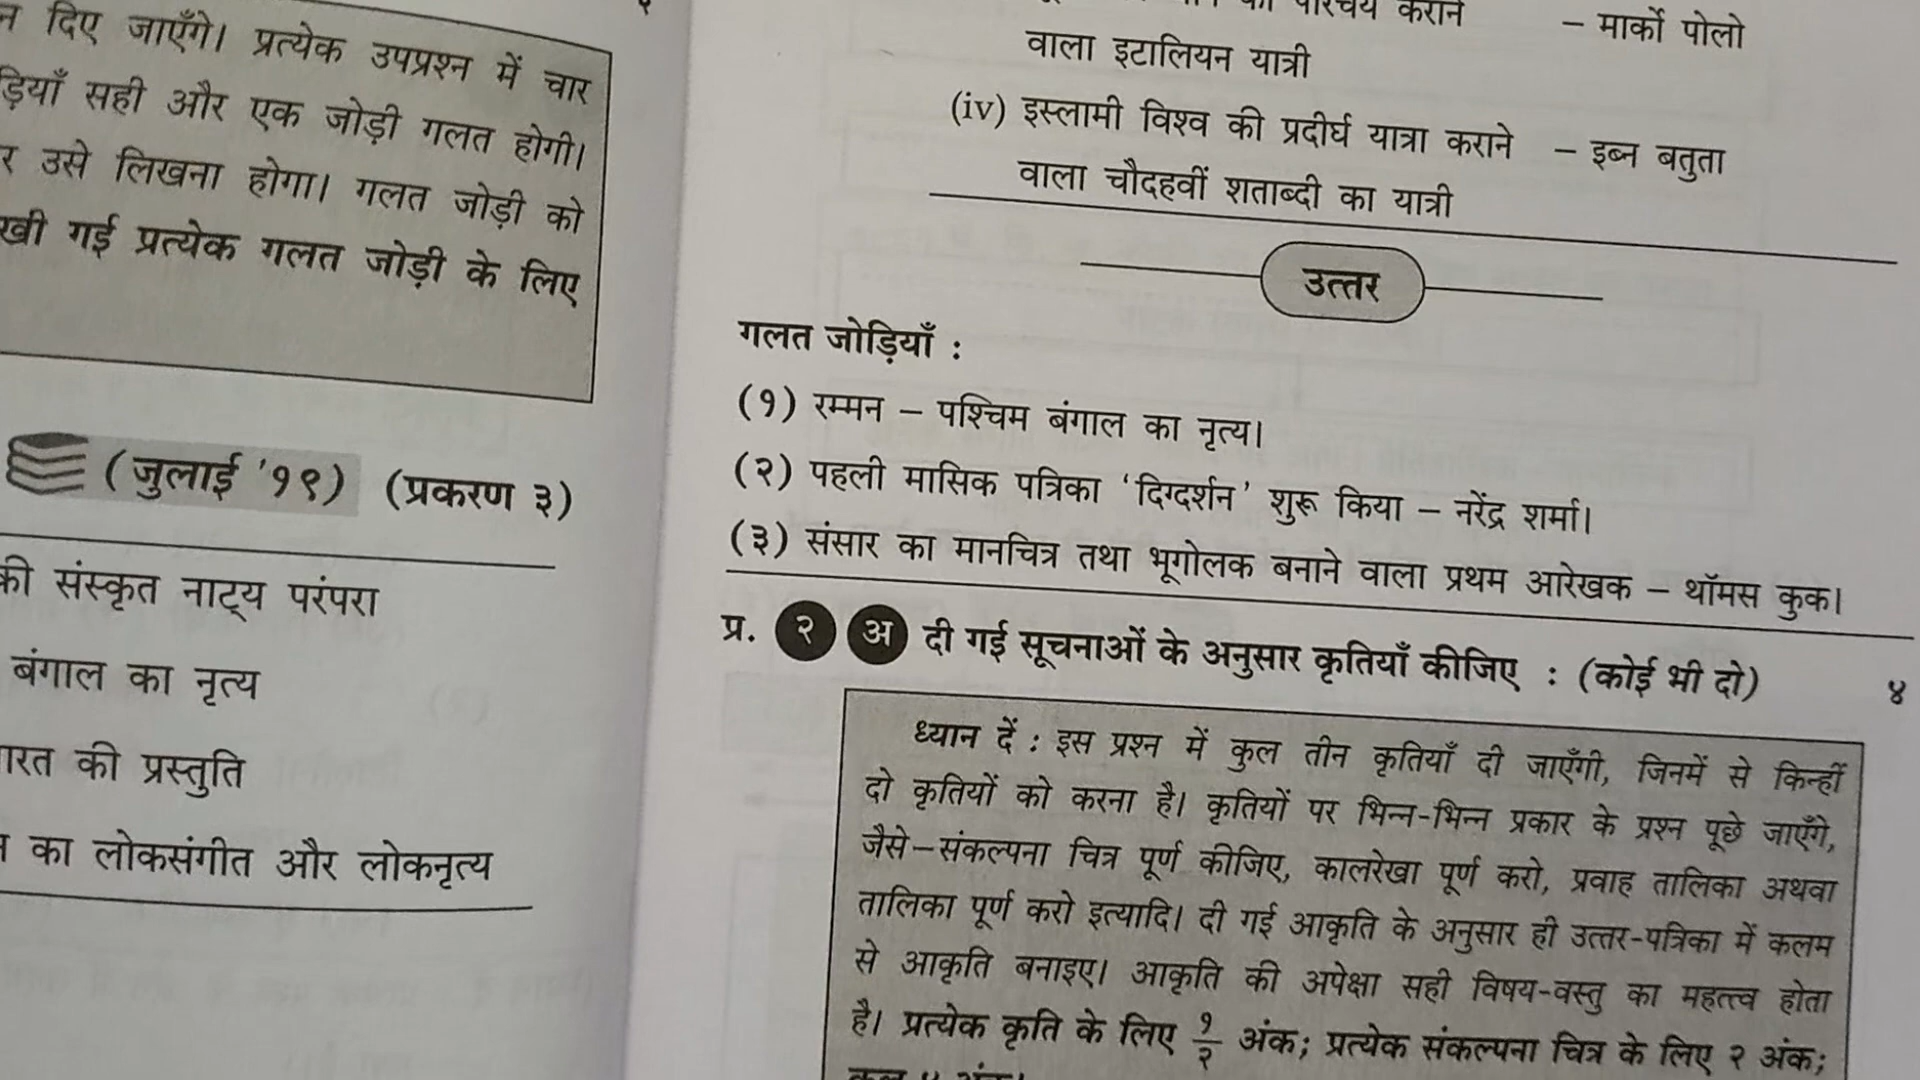 दिए जाएँगे। प्रत्येक उपप्रश्न में चार
सही और एक जोड़ी गलत होगी।
उसे लिखना होगा। गलत जोड़ी को
गई प्रत्येक गलत जोड़ी के लिए
(जुलाई '१९) (प्रकरण ३)
की संस्कृत नाट्य परंपरा
बंगाल का नृत्य
की प्रस्तुति
का लोकसंगीत और लोकनृत्य
परिचय कराने – मार्को पोलो
वाला इटालियन यात्री
(iv) इस्लामी विश्व की प्रदीर्घ यात्रा कराने – इब्न बतुता
वाला चौदहवीं शताब्दी का यात्री
उत्तर
गलत जोड़ियाँ :
(१) रम्मन – पश्चिम बंगाल का नृत्य।
(२) पहली मासिक पत्रिका ‘दिग्दर्शन’ शुरू किया – नरेंद्र शर्मा।
(३) संसार का मानचित्र तथा भूगोलक बनाने वाला प्रथम आरेखक – थॉमस कुक।
प्र. २ अ दी गई सूचनाओं के अनुसार कृतियाँ कीजिए : (कोई भी दो) ४
ध्यान दें : इस प्रश्न में कुल तीन कृतियाँ दी जाएँगी, जिनमें से किन्हीं
दो कृतियों को करना है। कृतियों पर भिन्न-भिन्न प्रकार के प्रश्न पूछे जाएँगे,
जैसे–संकल्पना चित्र पूर्ण कीजिए, कालरेखा पूर्ण करो, प्रवाह तालिका अथवा
तालिका पूर्ण करो इत्यादि। दी गई आकृति के अनुसार ही उत्तर-पत्रिका में कलम
से आकृति बनाइए। आकृति की अपेक्षा सही विषय-वस्तु का महत्त्व होता
है। प्रत्येक कृति के लिए १/२ अंक; प्रत्येक संकल्पना चित्र के लिए २ अंक;